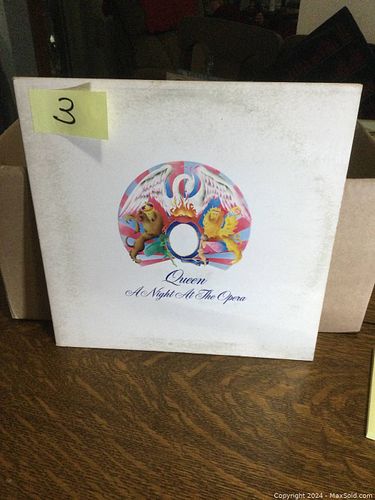 3
Queen
A Night At The Opera
Copyright 2024 - MaxSold.com